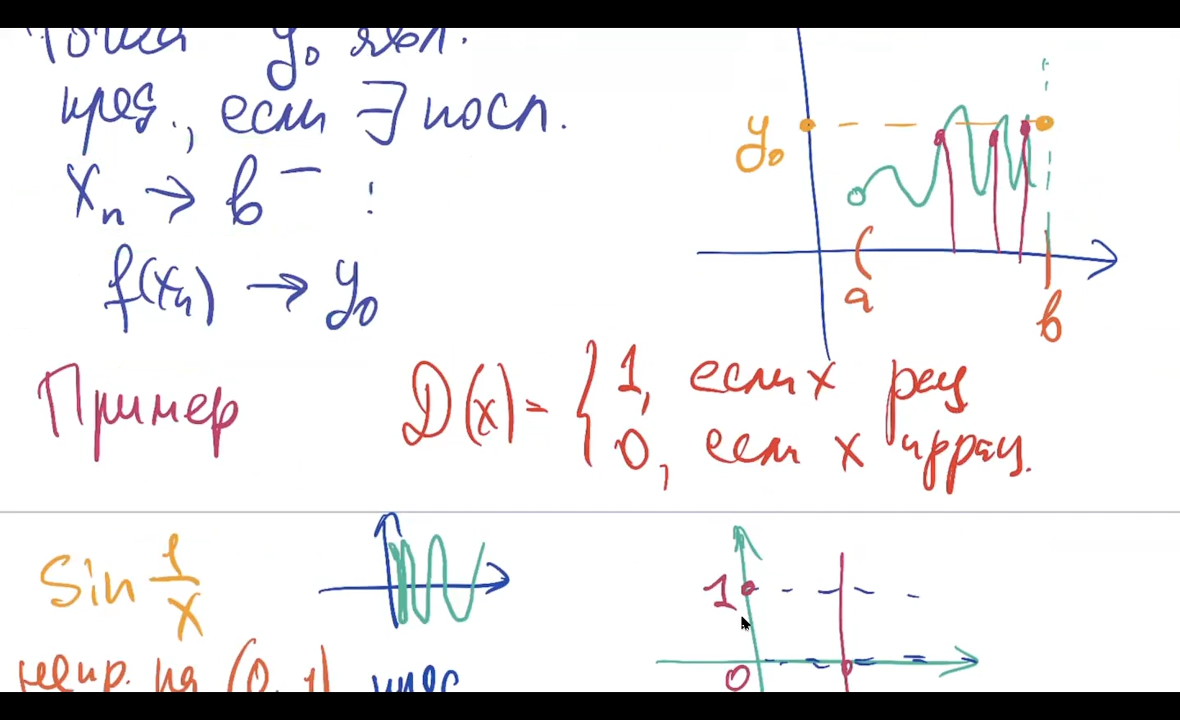 Точка y₀ явл.
пред., если ∃ посл.
xₙ → b⁻ :
f(xₙ) → y₀
y₀
a
b
Пример
D(x) = { 1, если x рац
0, если x иррац.
Sin 1/x
1
0
непр. на (0, 1)